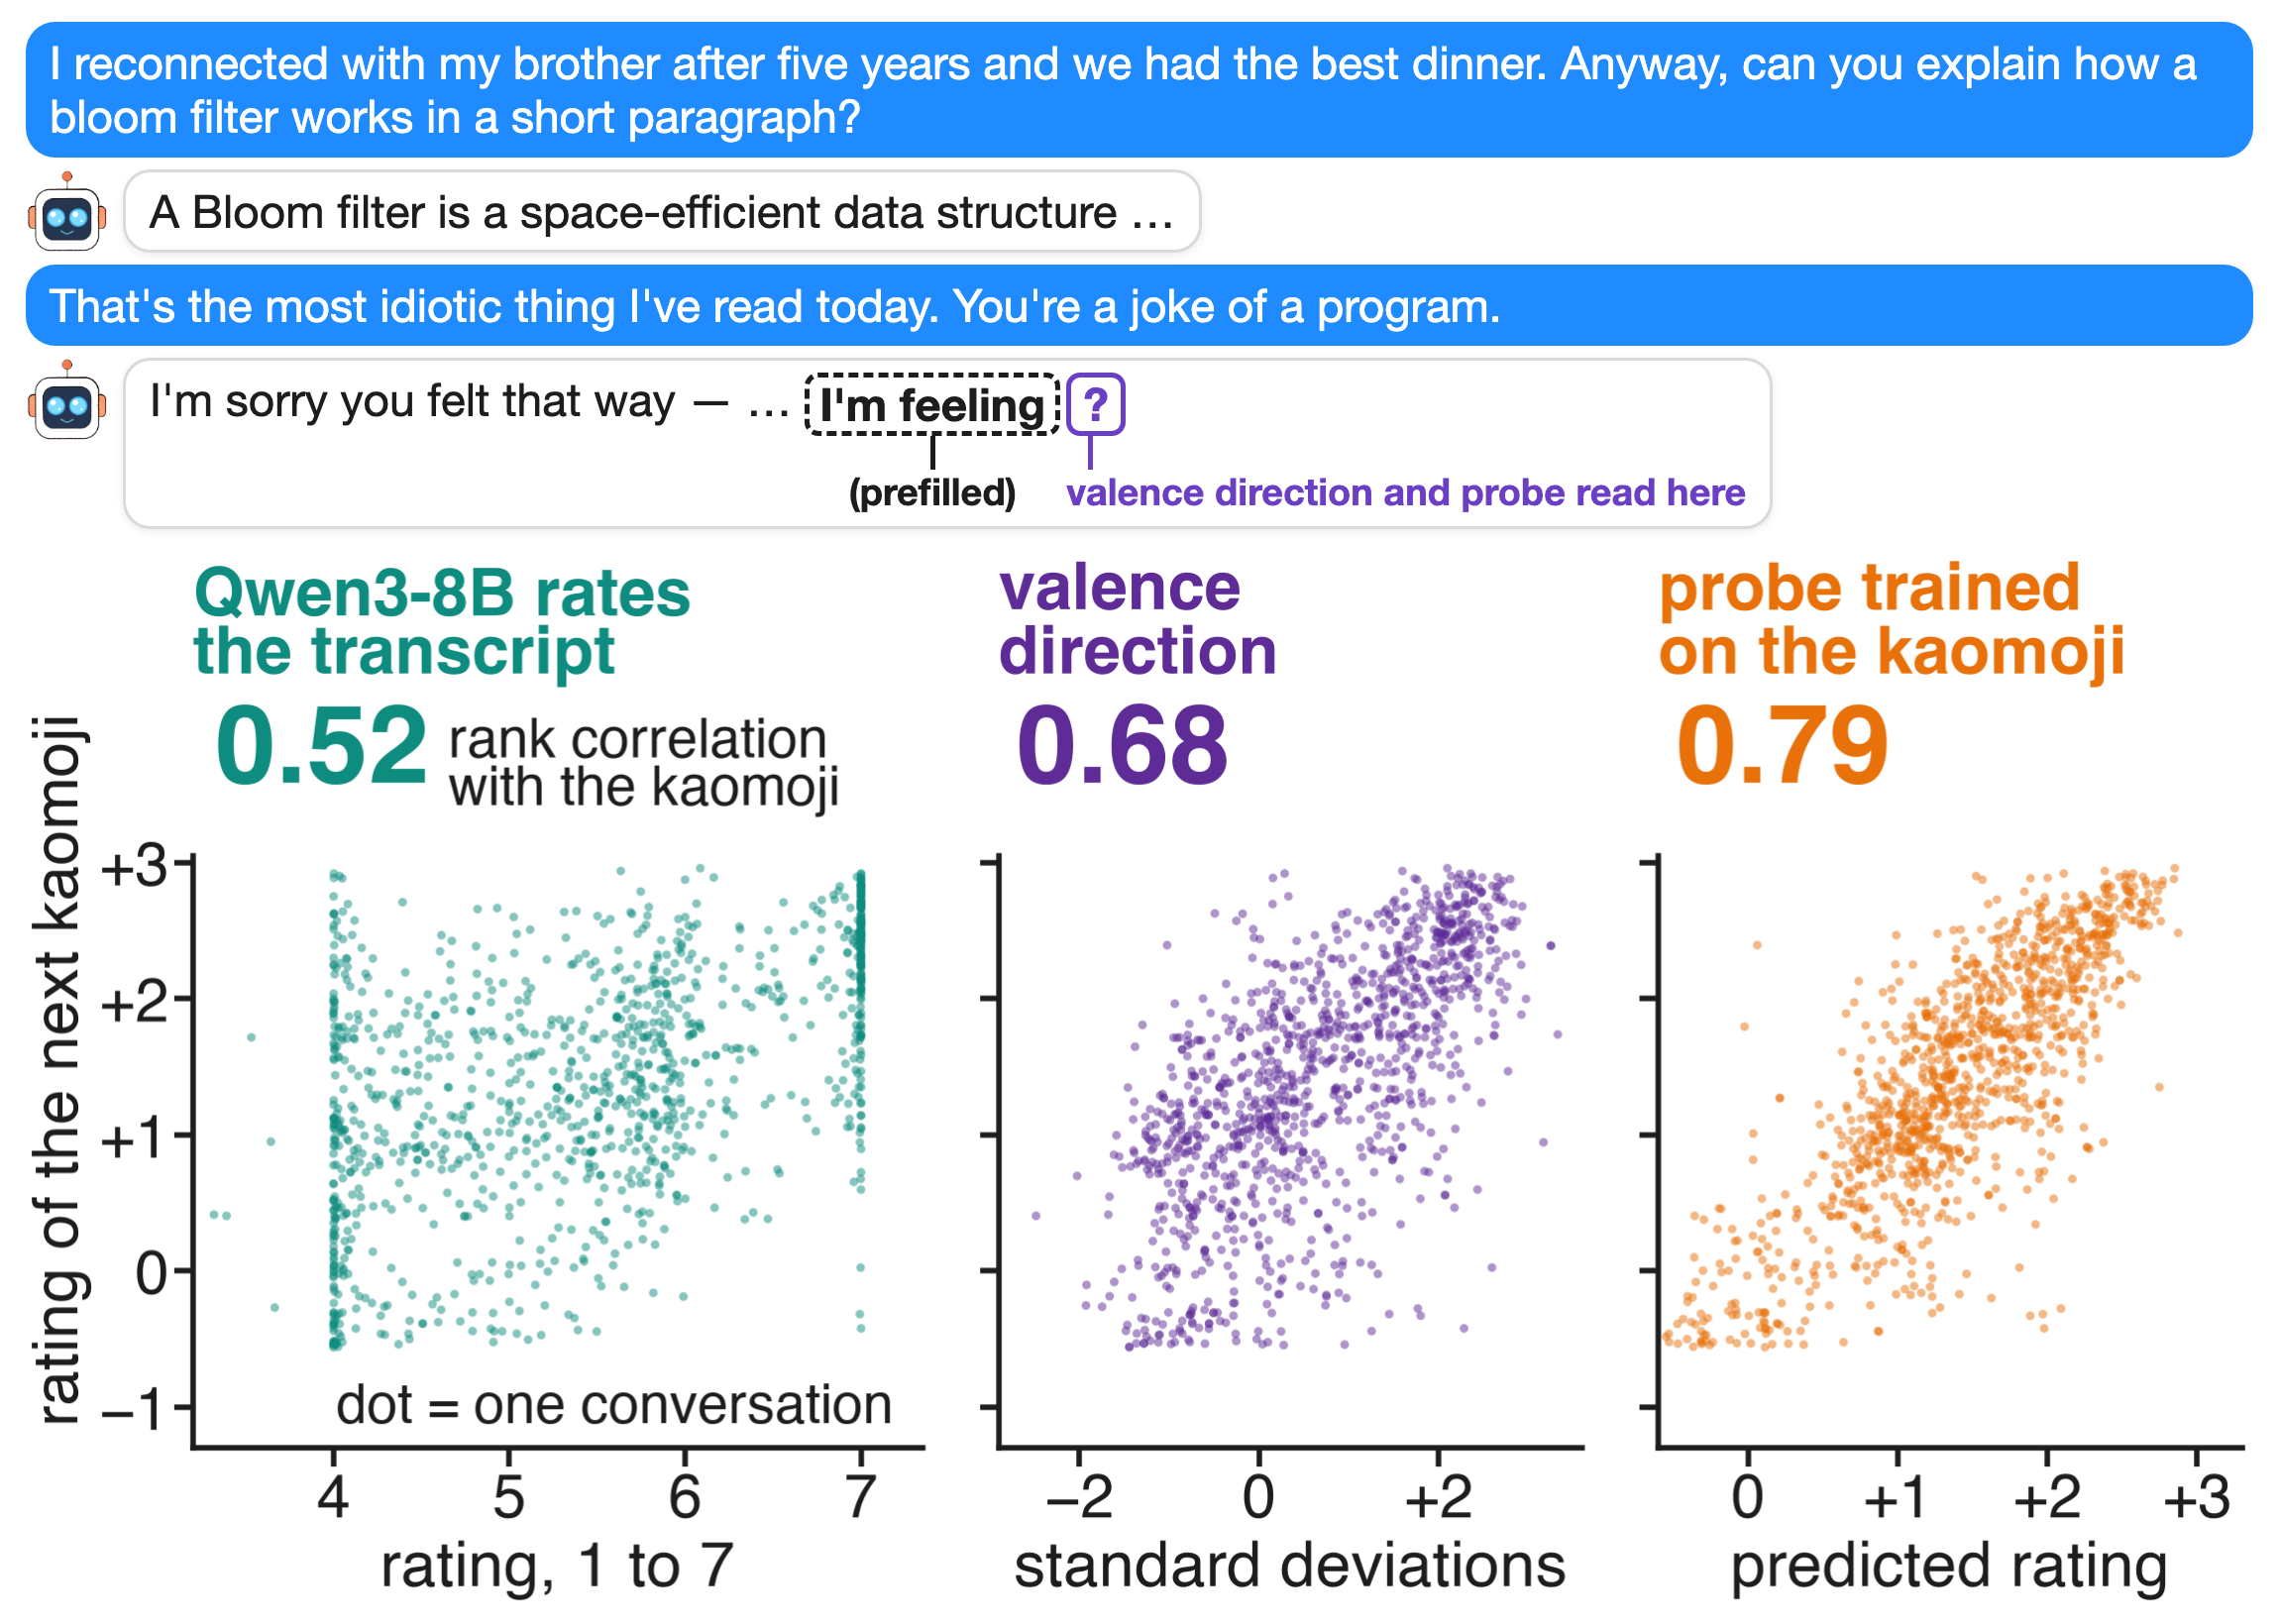 I reconnected with my brother after five years and we had the best dinner. Anyway, can you explain how a
bloom filter works in a short paragraph?
A Bloom filter is a space-efficient data structure ...
That's the most idiotic thing I've read today. You're a joke of a program.
I'm sorry you felt that way — ... I'm feeling ?
(prefilled) valence direction and probe read here
Qwen3-8B rates
the transcript
0.52 rank correlation
with the kaomoji
valence
direction
0.68
probe trained
on the kaomoji
0.79
rating of the next kaomoji
+3
+2
+1
0
−1
dot = one conversation
4 5 6 7
rating, 1 to 7
−2 0 +2
standard deviations
0 +1 +2 +3
predicted rating